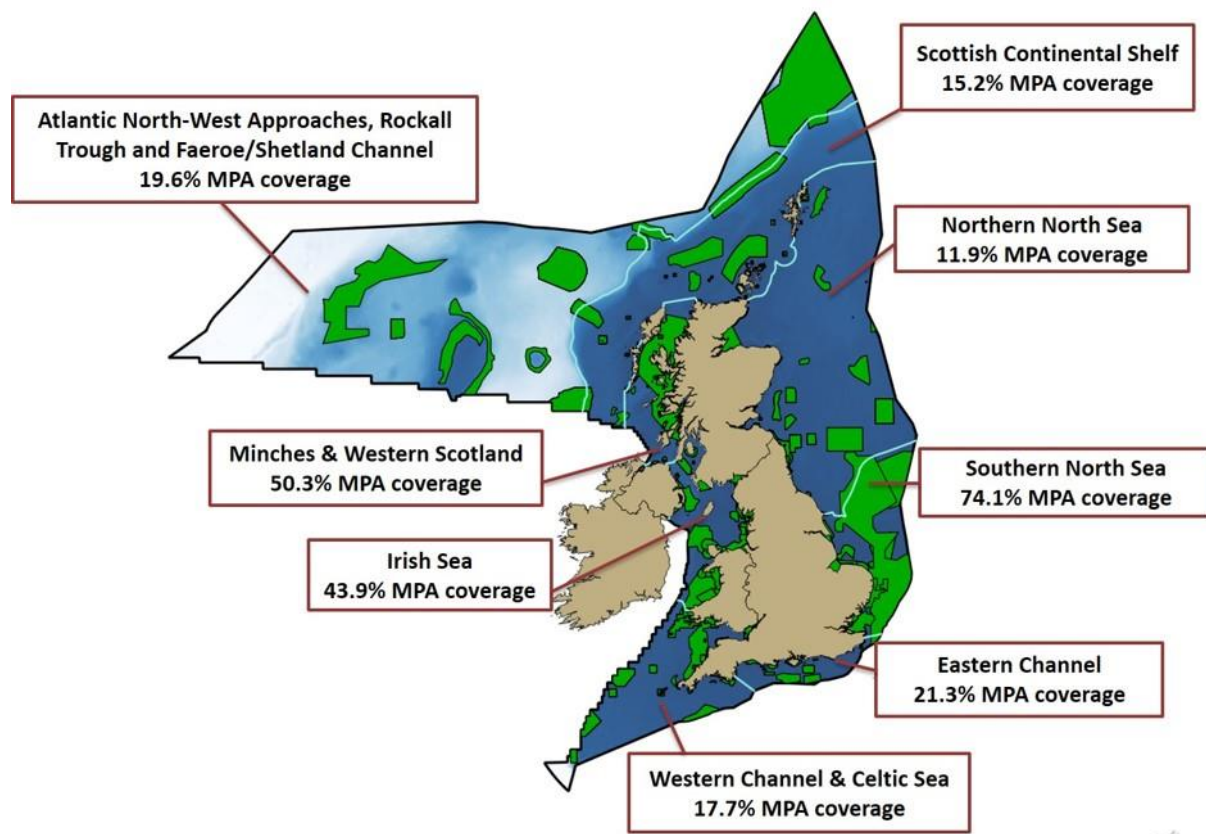 Scottish Continental Shelf
15.2% MPA coverage
Atlantic North-West Approaches, Rockall
Trough and Faeroe/Shetland Channel
19.6% MPA coverage
Northern North Sea
11.9% MPA coverage
Minches & Western Scotland
50.3% MPA coverage
Southern North Sea
74.1% MPA coverage
Irish Sea
43.9% MPA coverage
Eastern Channel
21.3% MPA coverage
Western Channel & Celtic Sea
17.7% MPA coverage